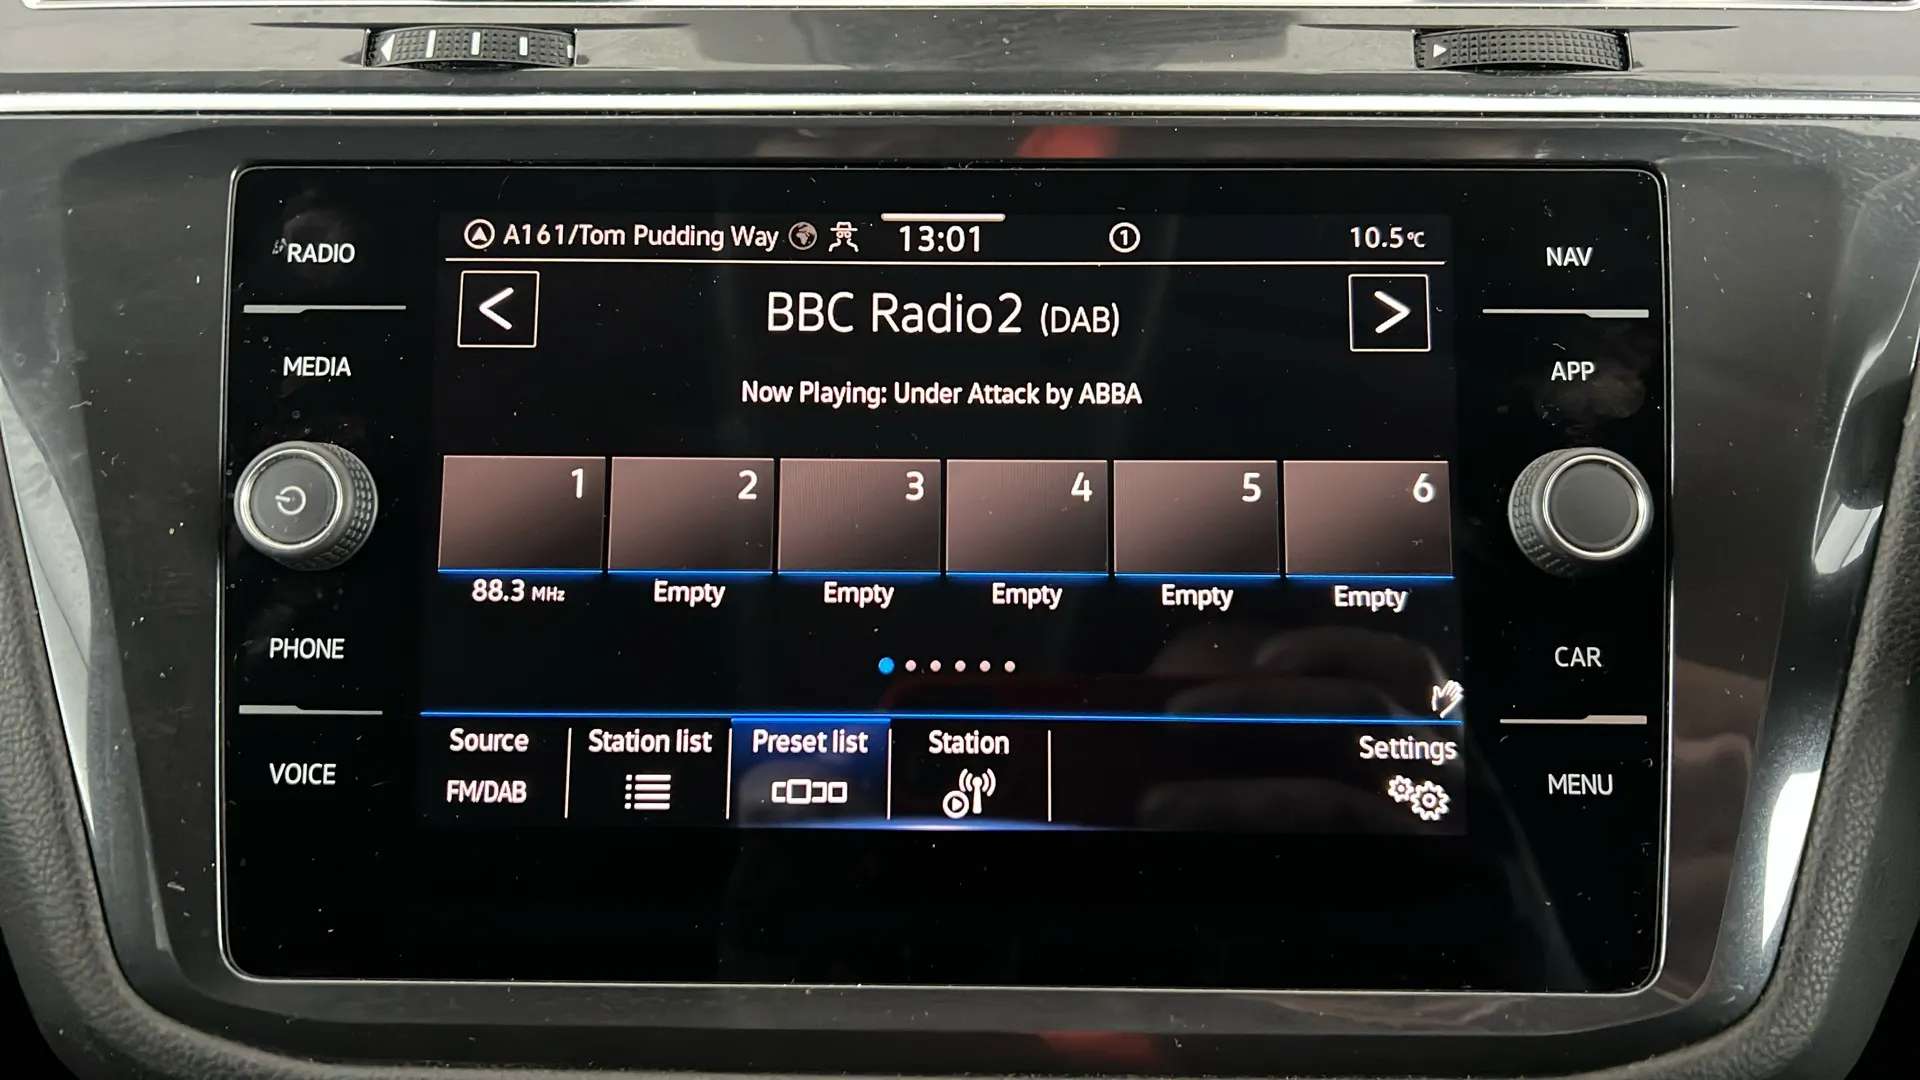 A161/Tom Pudding Way 13:01 1 10.5°C
RADIO
NAV
BBC Radio2 (DAB)
MEDIA
APP
Now Playing: Under Attack by ABBA
1 2 3 4 5 6
88.3 MHz Empty Empty Empty Empty Empty
PHONE
CAR
Source Station list Preset list Station Settings
FM/DAB
VOICE
MENU